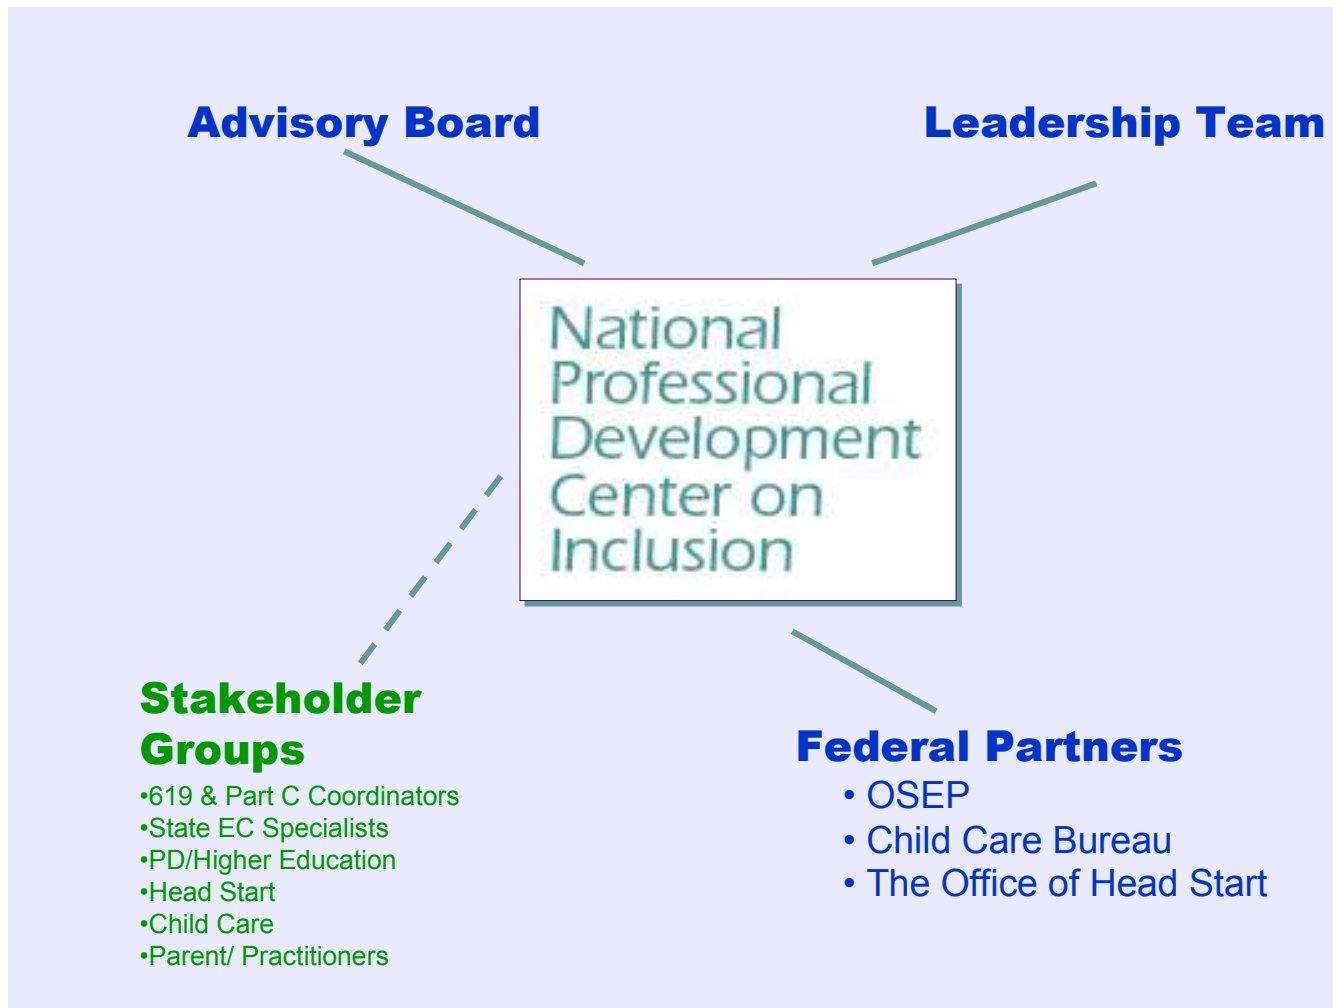 Advisory Board
Leadership Team
National
Professional
Development
Center on
Inclusion
Stakeholder
Groups
•619 & Part C Coordinators
•State EC Specialists
•PD/Higher Education
•Head Start
•Child Care
•Parent/ Practitioners
Federal Partners
• OSEP
• Child Care Bureau
• The Office of Head Start